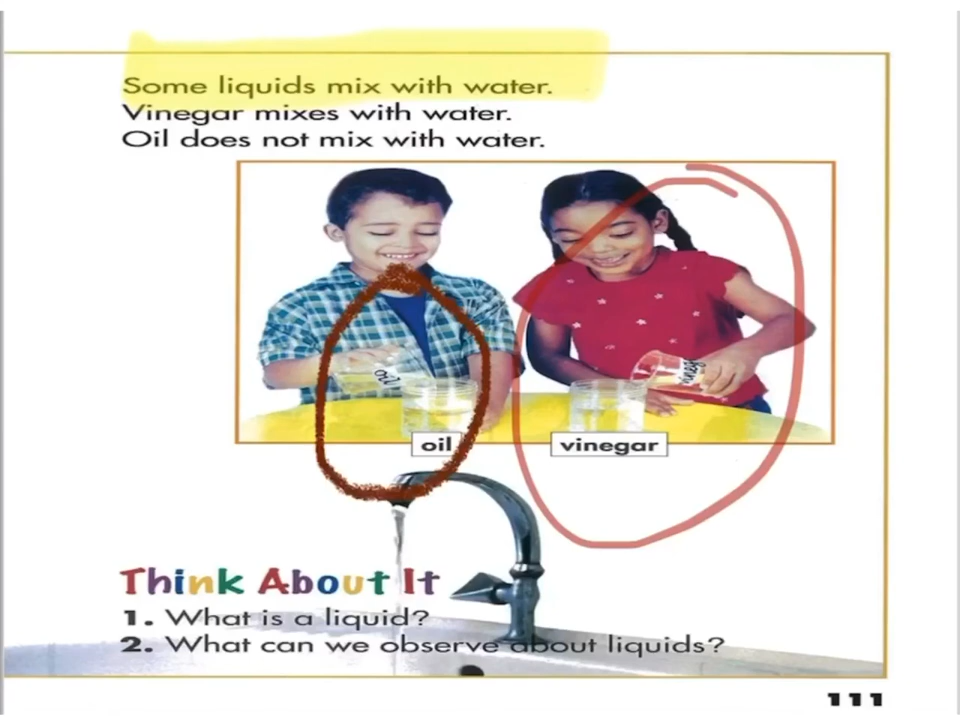 Some liquids mix with water.
Vinegar mixes with water.
Oil does not mix with water.
oil
oil
vinegar
Think About It
1. What is a liquid?
2. What can we observe about liquids?
111